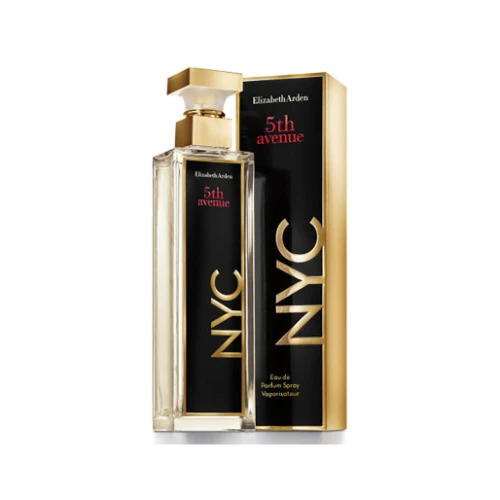 Elizabeth Arden
5th
avenue
NYC
Elizabeth Arden
5th
avenue
NYC
Eau de
Parfum Spray
Vaporisateur